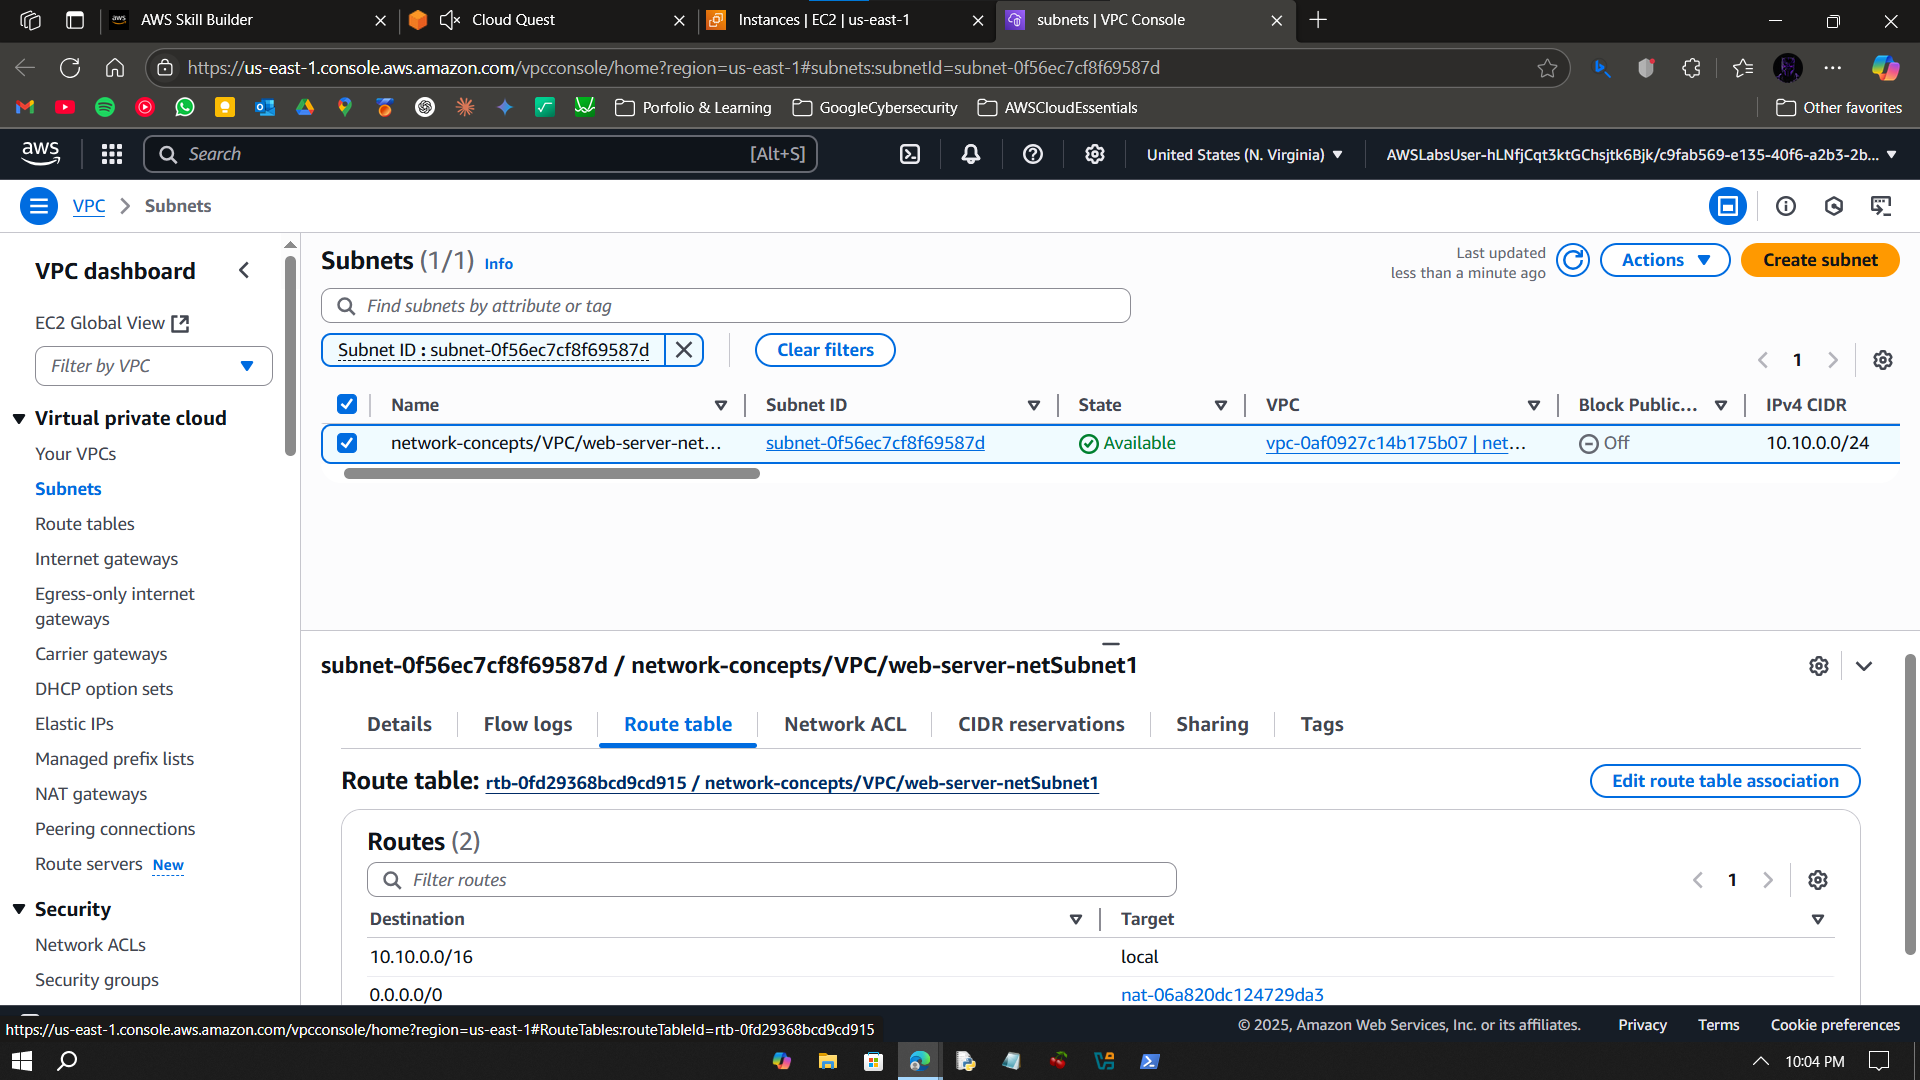 AWS Skill Builder
Cloud Quest
Instances | EC2 | us-east-1
subnets | VPC Console
https://us-east-1.console.aws.amazon.com/vpcconsole/home?region=us-east-1#subnets:subnetId=subnet-0f56ec7cf8f69587d
Porfolio & Learning
GoogleCybersecurity
AWSCloudEssentials
Other favorites
aws
Search
[Alt+S]
United States (N. Virginia)
AWSLabsUser-hLNfjCqt3ktGChsjtk6Bjk/c9fab569-e135-40f6-a2b3-2b...
VPC
Subnets
VPC dashboard
EC2 Global View
Filter by VPC
Virtual private cloud
Your VPCs
Subnets
Route tables
Internet gateways
Egress-only internet
gateways
Carrier gateways
DHCP option sets
Elastic IPs
Managed prefix lists
NAT gateways
Peering connections
Route servers New
Security
Network ACLs
Security groups
Subnets (1/1) Info
Last updated
less than a minute ago
Actions
Create subnet
Find subnets by attribute or tag
Subnet ID : subnet-0f56ec7cf8f69587d
Clear filters
1
Name
Subnet ID
State
VPC
Block Public...
IPv4 CIDR
network-concepts/VPC/web-server-net...
subnet-0f56ec7cf8f69587d
Available
vpc-0af0927c14b175b07 | net...
Off
10.10.0.0/24
subnet-0f56ec7cf8f69587d / network-concepts/VPC/web-server-netSubnet1
Details
Flow logs
Route table
Network ACL
CIDR reservations
Sharing
Tags
Route table: rtb-0fd29368bcd9cd915 / network-concepts/VPC/web-server-netSubnet1
Edit route table association
Routes (2)
Filter routes
1
Destination
Target
10.10.0.0/16
local
0.0.0.0/0
nat-06a820dc124729da3
https://us-east-1.console.aws.amazon.com/vpcconsole/home?region=us-east-1#RouteTables:routeTableId=rtb-0fd29368bcd9cd915
© 2025, Amazon Web Services, Inc. or its affiliates.
Privacy
Terms
Cookie preferences
10:04 PM